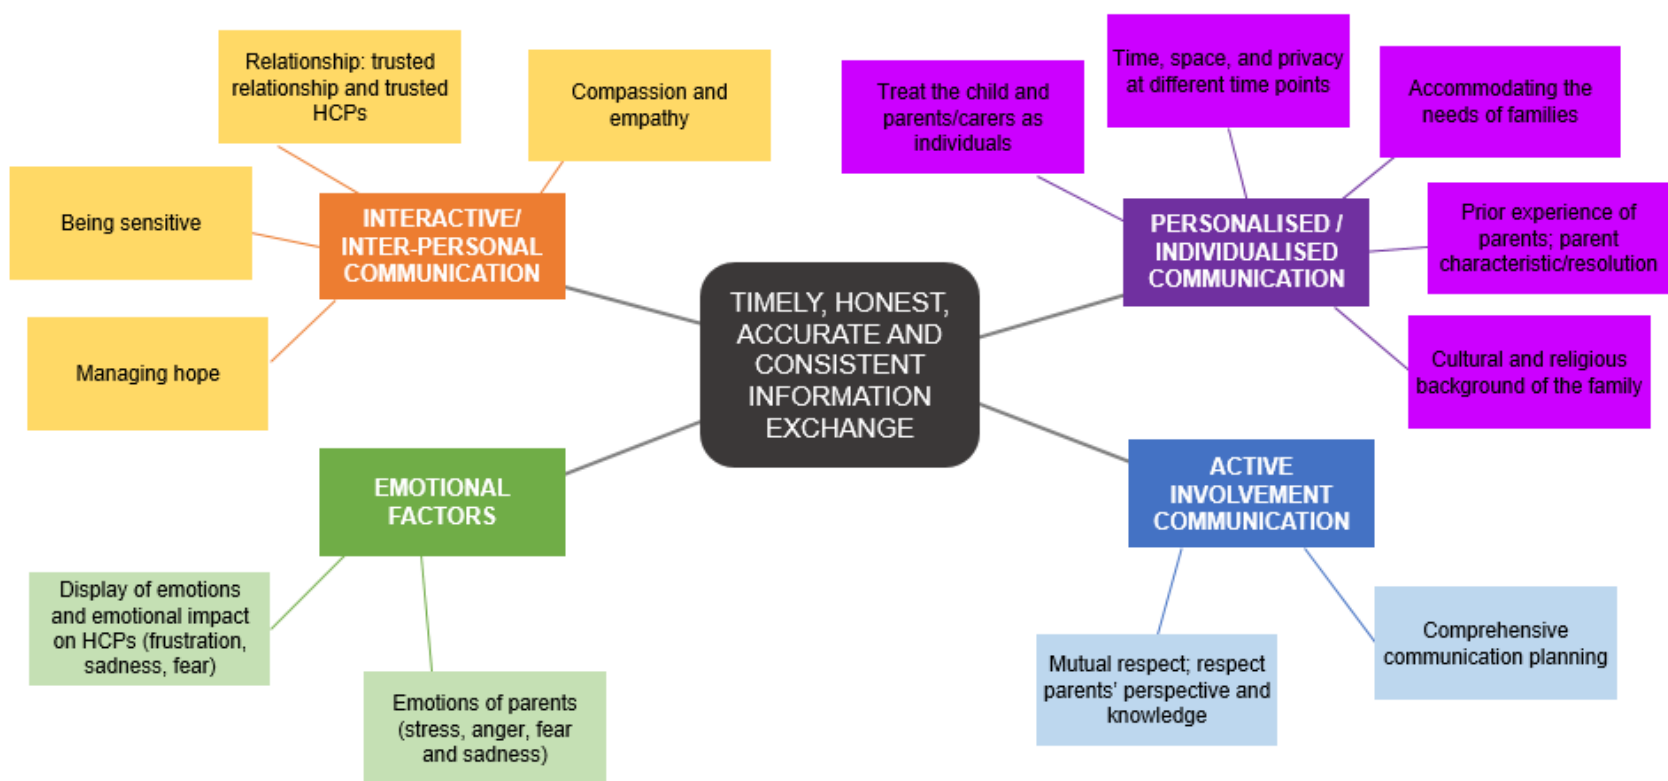 Relationship: trusted
relationship and trusted
HCPs
Compassion and
empathy
Being sensitive
Managing hope
INTERACTIVE/
INTER-PERSONAL
COMMUNICATION
Treat the child and
parents/carers as
individuals
Time, space, and privacy
at different time points
Accommodating the
needs of families
Prior experience of
parents; parent
characteristic/resolution
Cultural and religious
background of the family
PERSONALISED /
INDIVIDUALISED
COMMUNICATION
TIMELY, HONEST,
ACCURATE AND
CONSISTENT
INFORMATION
EXCHANGE
EMOTIONAL
FACTORS
Display of emotions
and emotional impact
on HCPs (frustration,
sadness, fear)
Emotions of parents
(stress, anger, fear
and sadness)
ACTIVE
INVOLVEMENT
COMMUNICATION
Mutual respect; respect
parents’ perspective and
knowledge
Comprehensive
communication planning